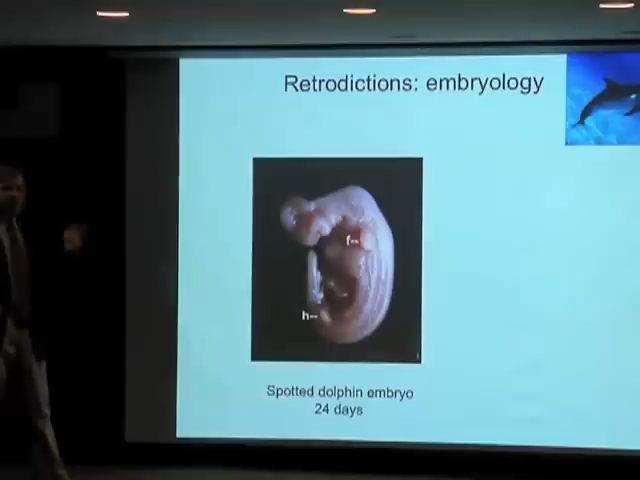 Retrodictions: embryology
f--
h--
Spotted dolphin embryo
24 days